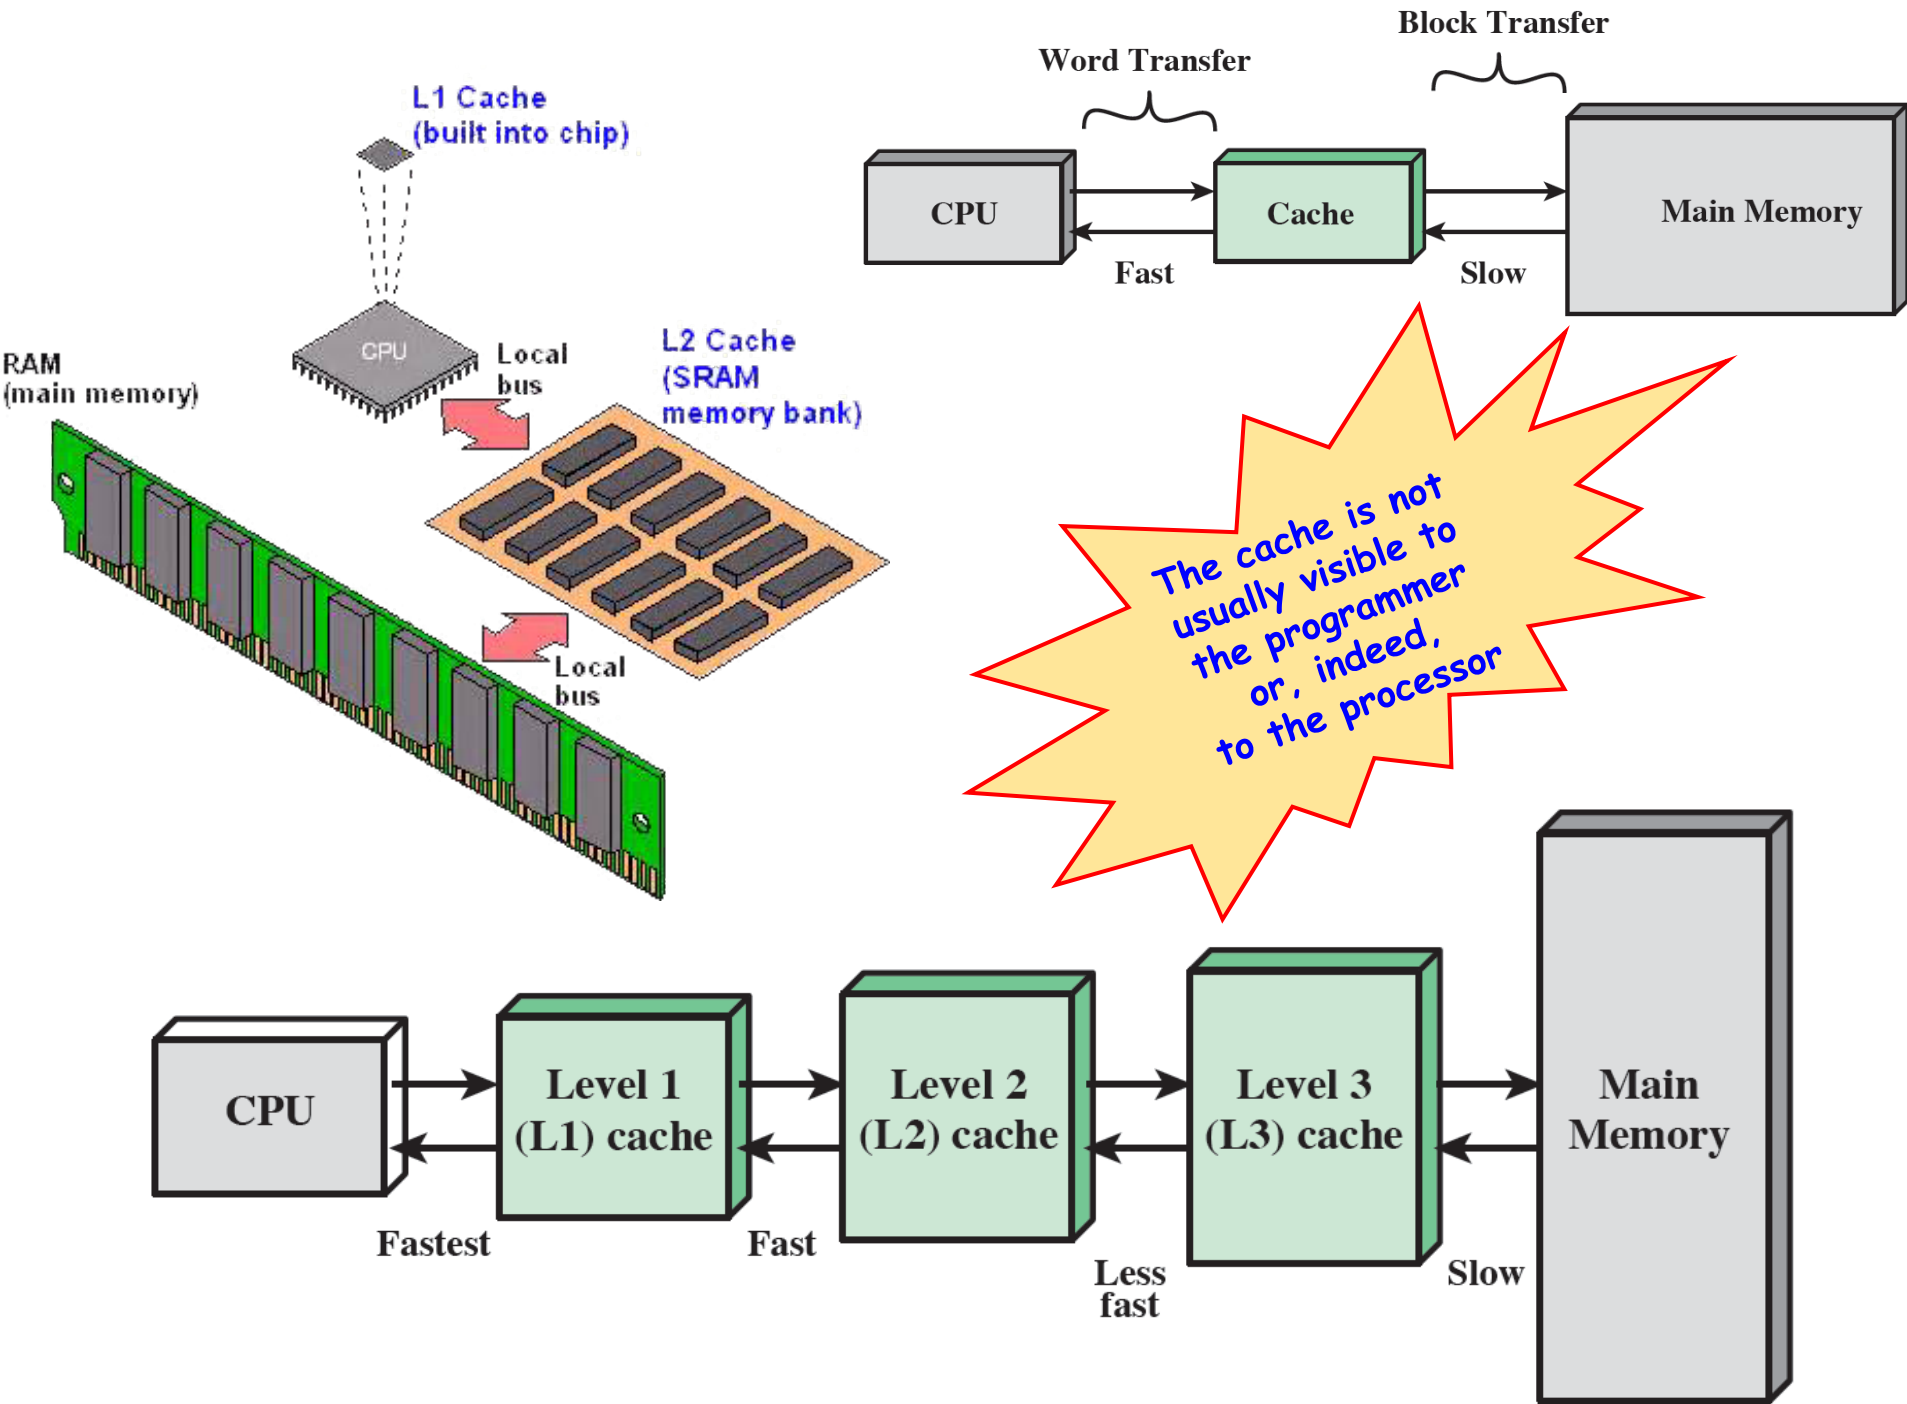 L1 Cache
(built into chip)
CPU
Local
bus
L2 Cache
(SRAM
memory bank)
RAM
(main memory)
Local
bus
Block Transfer
Word Transfer
CPU
Cache
Main Memory
Fast
Slow
The cache is not
usually visible to
the programmer
or, indeed,
to the processor
CPU
Level 1
(L1) cache
Level 2
(L2) cache
Level 3
(L3) cache
Main
Memory
Fastest
Fast
Less
fast
Slow